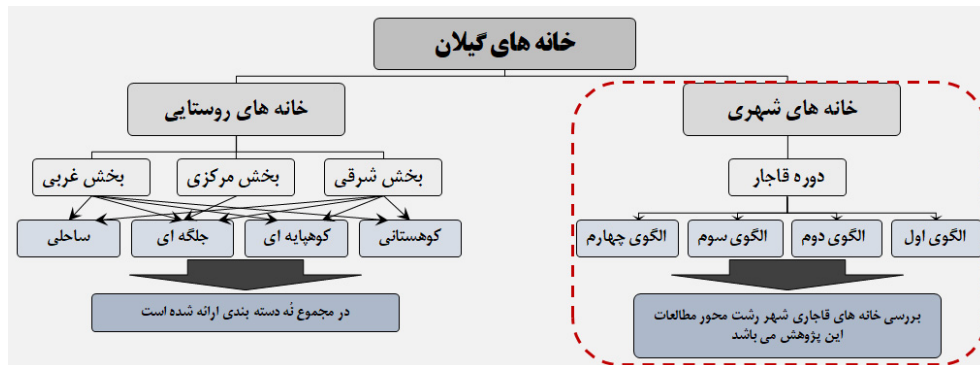 خانه های گیلان
خانه های شهری
خانه های روستایی
دوره قاجار
بخش شرقی
بخش مرکزی
بخش غربی
الگوی اول
الگوی دوم
الگوی سوم
الگوی چهارم
کوهستانی
کوهپایه ای
جلگه ای
ساحلی
بررسی خانه های قاجاری شهر رشت محور مطالعات
این پژوهش می باشد
در مجموع نُه دسته بندی ارائه شده است